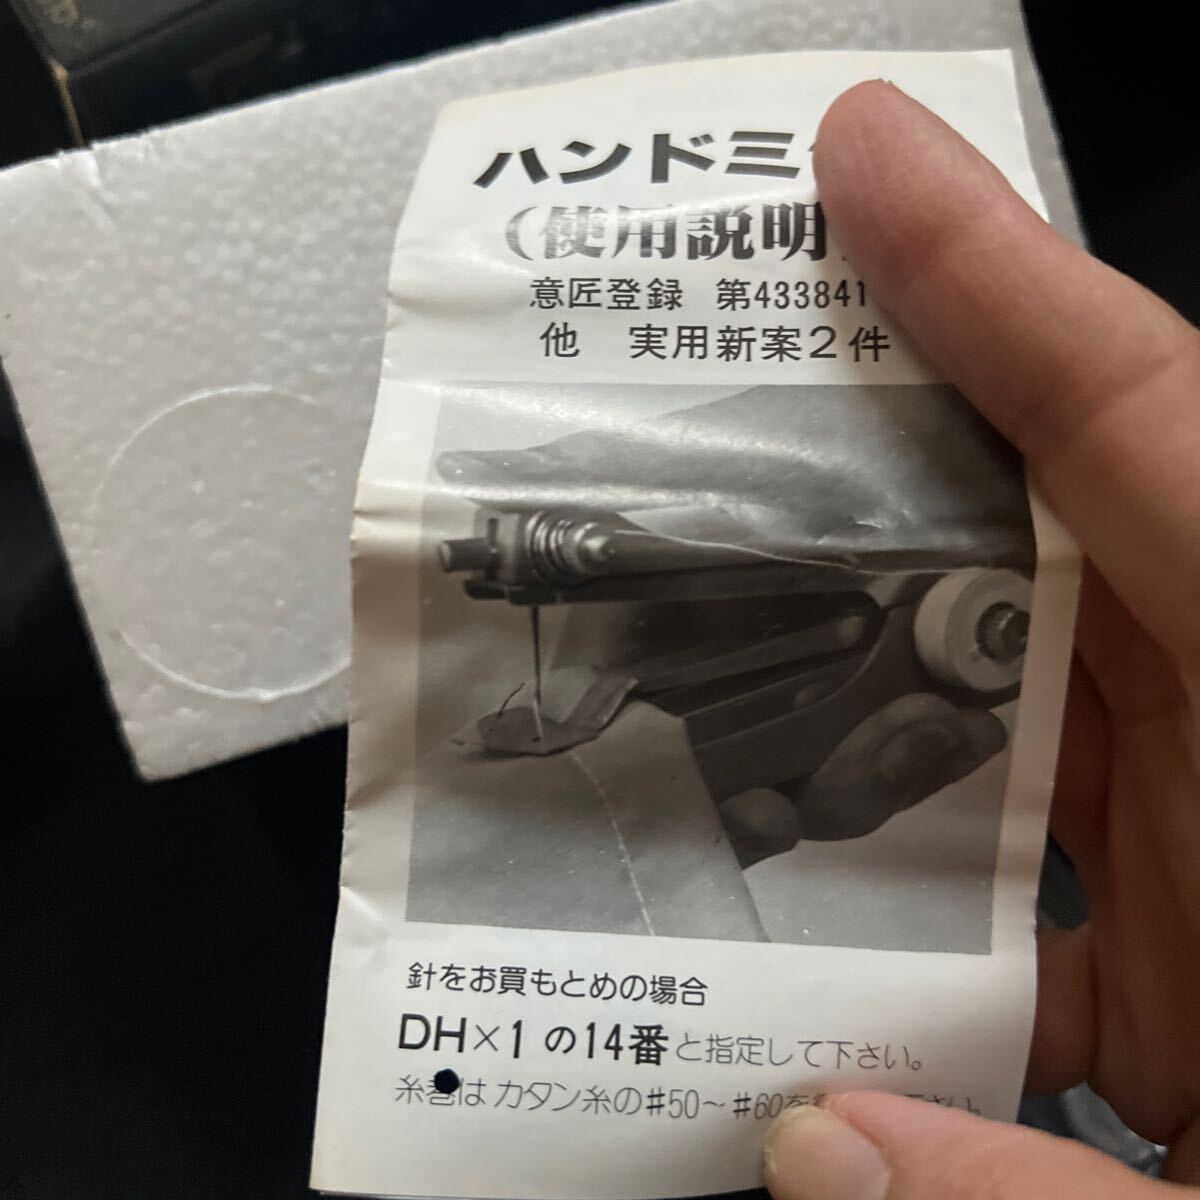 ハンドミ
(使用説明
意匠登録 第433841
他 実用新案2件
針をお買もとめの場合
DH×1の14番と指定して下さい。
糸巻はカタン糸の#50〜#60を